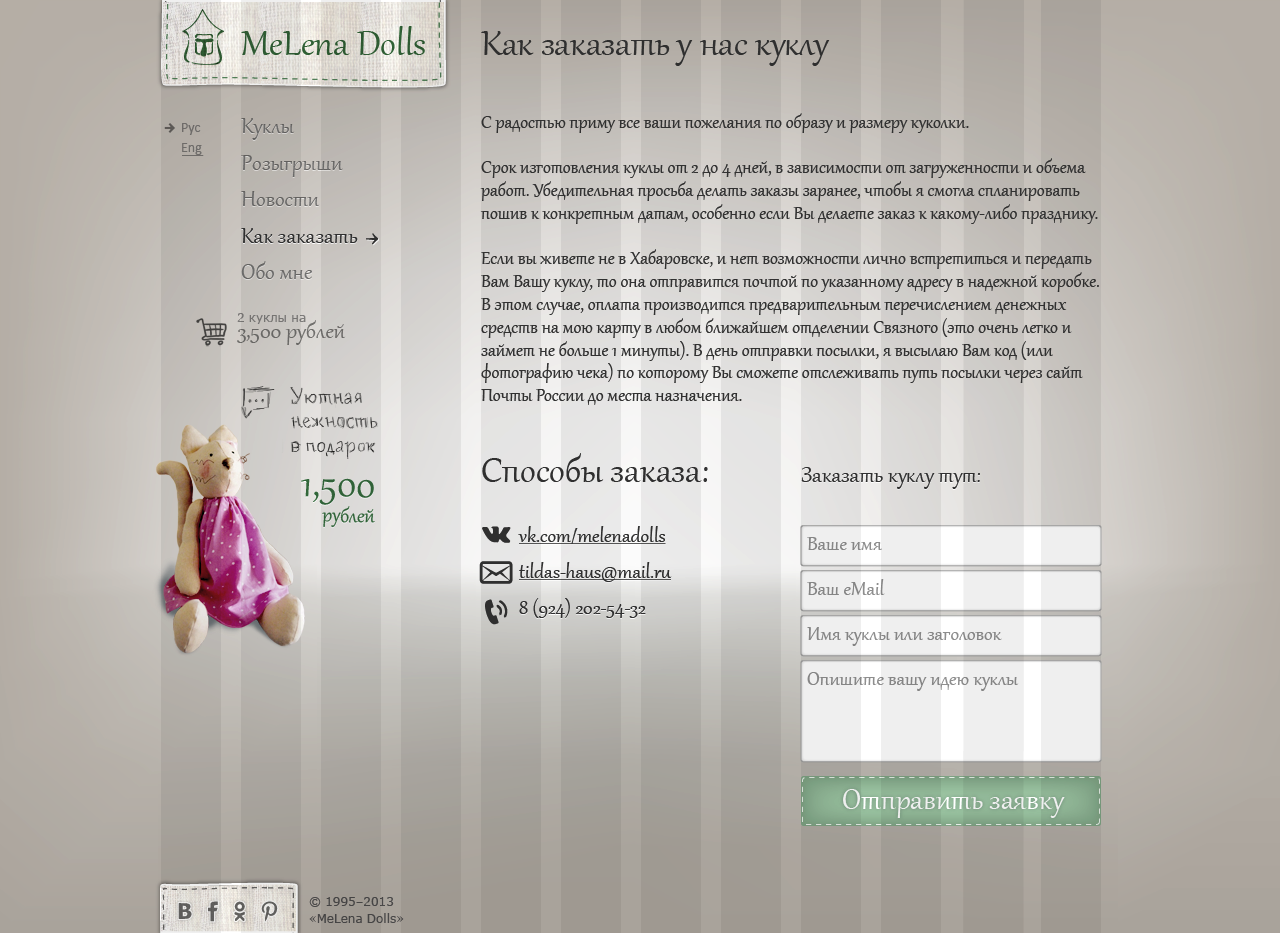 MeLena Dolls
Рус
Eng
Куклы
Розыгрыши
Новости
Как заказать
Обо мне
2 куклы на
3,500 рублей
Уютная
нежность
в подарок
1,500
рублей
Как заказать у нас куклу
С радостью приму все ваши пожелания по образу и размеру куколки.
Срок изготовления куклы от 2 до 4 дней, в зависимости от загруженности и объема
работ. Убедительная просьба делать заказы заранее, чтобы я смогла спланировать
пошив к конкретным датам, особенно если Вы делаете заказ к какому-либо празднику.
Если вы живете не в Хабаровске, и нет возможности лично встретиться и передать
Вам Вашу куклу, то она отправится почтой по указанному адресу в надежной коробке.
В этом случае, оплата производится предварительным перечислением денежных
средств на мою карту в любом ближайшем отделении Связного (это очень легко и
займет не больше 1 минуты). В день отправки посылки, я высылаю Вам код (или
фотографию чека) по которому Вы сможете отслеживать путь посылки через сайт
Почты России до места назначения.
Способы заказа:
vk.com/melenadolls
tildas-haus@mail.ru
8 (924) 202-54-32
Заказать куклу тут:
Ваше имя
Ваш eMail
Имя куклы или заголовок
Опишите вашу идею куклы
Отправить заявку
© 1995–2013
«MeLena Dolls»